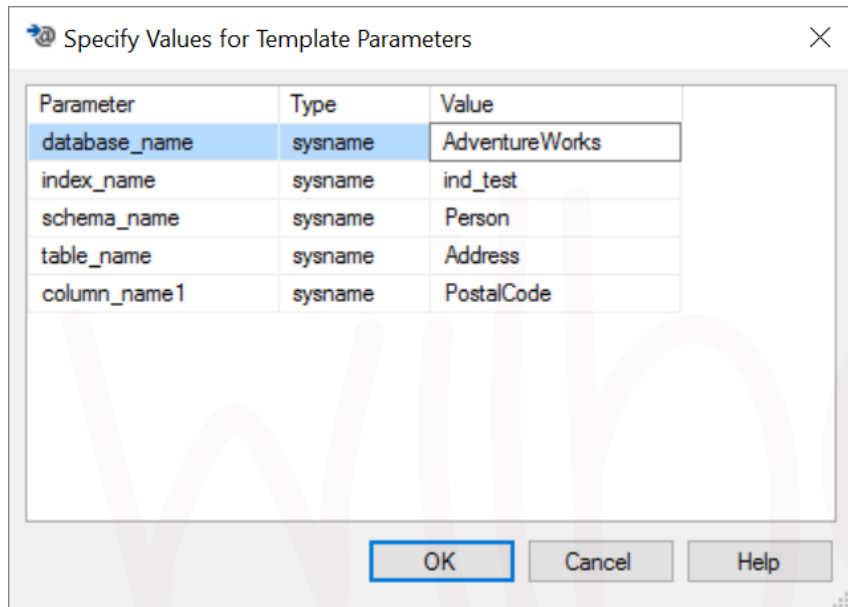 Specify Values for Template Parameters
Parameter Type Value
database_name sysname AdventureWorks
index_name sysname ind_test
schema_name sysname Person
table_name sysname Address
column_name1 sysname PostalCode
OK Cancel Help